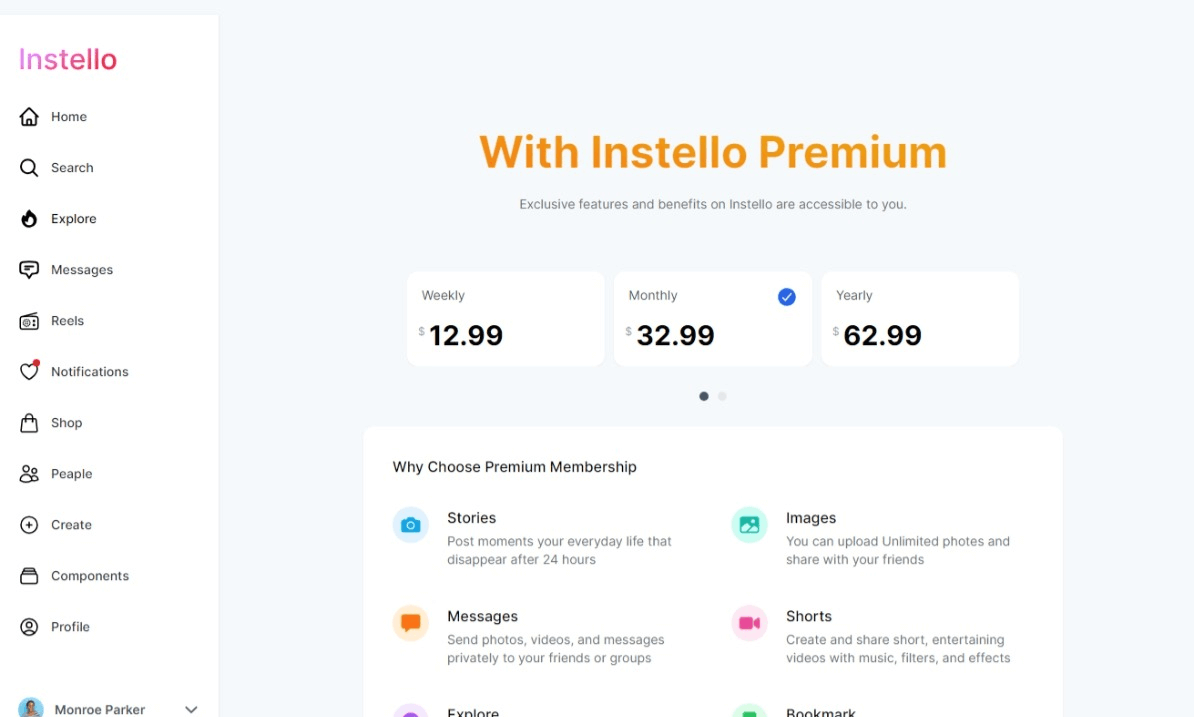 Instello
Home
Search
Explore
Messages
Reels
Notifications
Shop
Peaple
Create
Components
Profile
Monroe Parker
With Instello Premium
Exclusive features and benefits on Instello are accessible to you.
Weekly
$ 12.99
Monthly
$ 32.99
Yearly
$ 62.99
Why Choose Premium Membership
Stories
Post moments your everyday life that
disappear after 24 hours
Images
You can upload Unlimited photos and
share with your friends
Messages
Send photos, videos, and messages
privately to your friends or groups
Shorts
Create and share short, entertaining
videos with music, filters, and effects
Explore
Bookmark